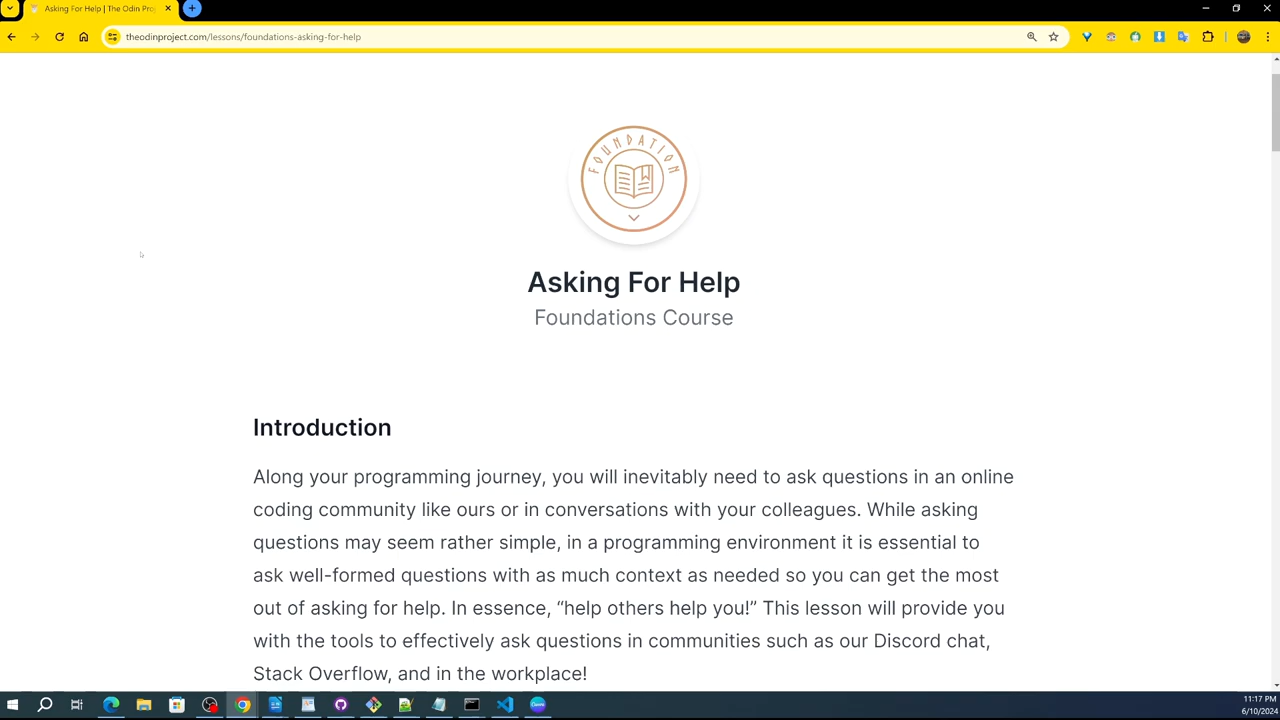 Asking For Help | The Odin Pro
theodinproject.com/lessons/foundations-asking-for-help
FOUNDATION
Asking For Help
Foundations Course
Introduction
Along your programming journey, you will inevitably need to ask questions in an online
coding community like ours or in conversations with your colleagues. While asking
questions may seem rather simple, in a programming environment it is essential to
ask well-formed questions with as much context as needed so you can get the most
out of asking for help. In essence, “help others help you!” This lesson will provide you
with the tools to effectively ask questions in communities such as our Discord chat,
Stack Overflow, and in the workplace!
11:17 PM
6/10/2024